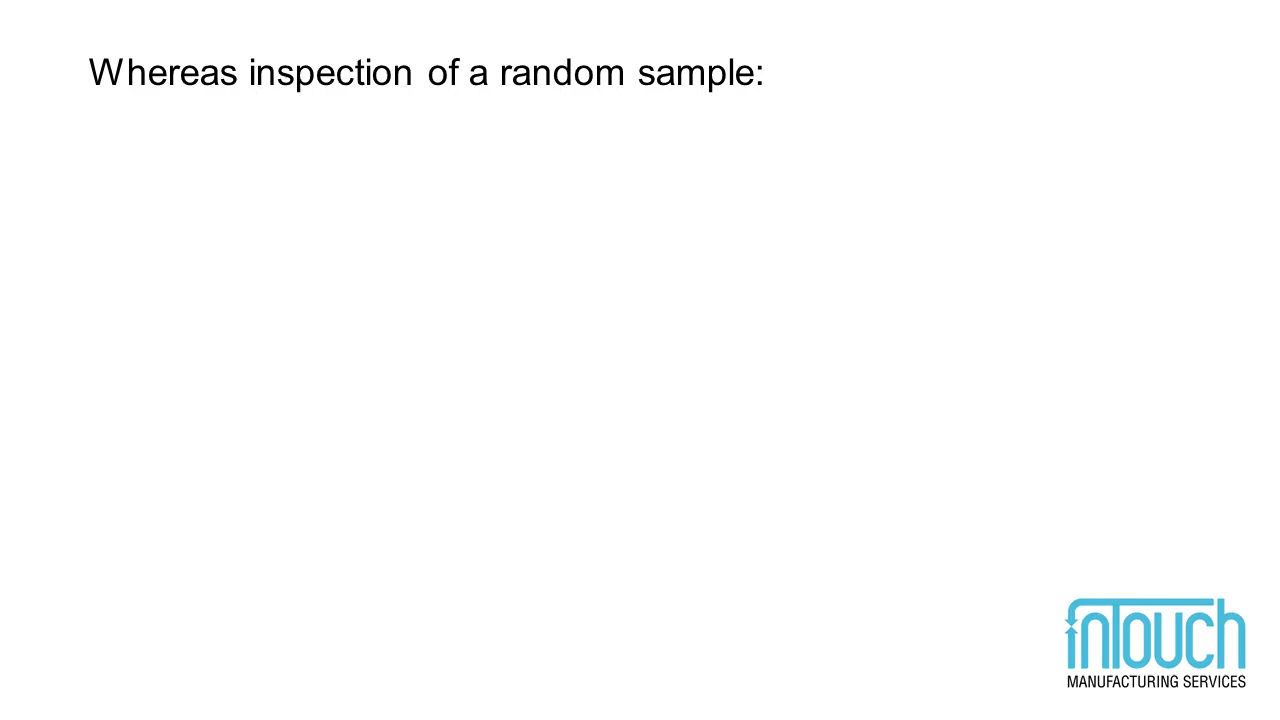 Whereas inspection of a random sample:
inTouch
MANUFACTURING SERVICES